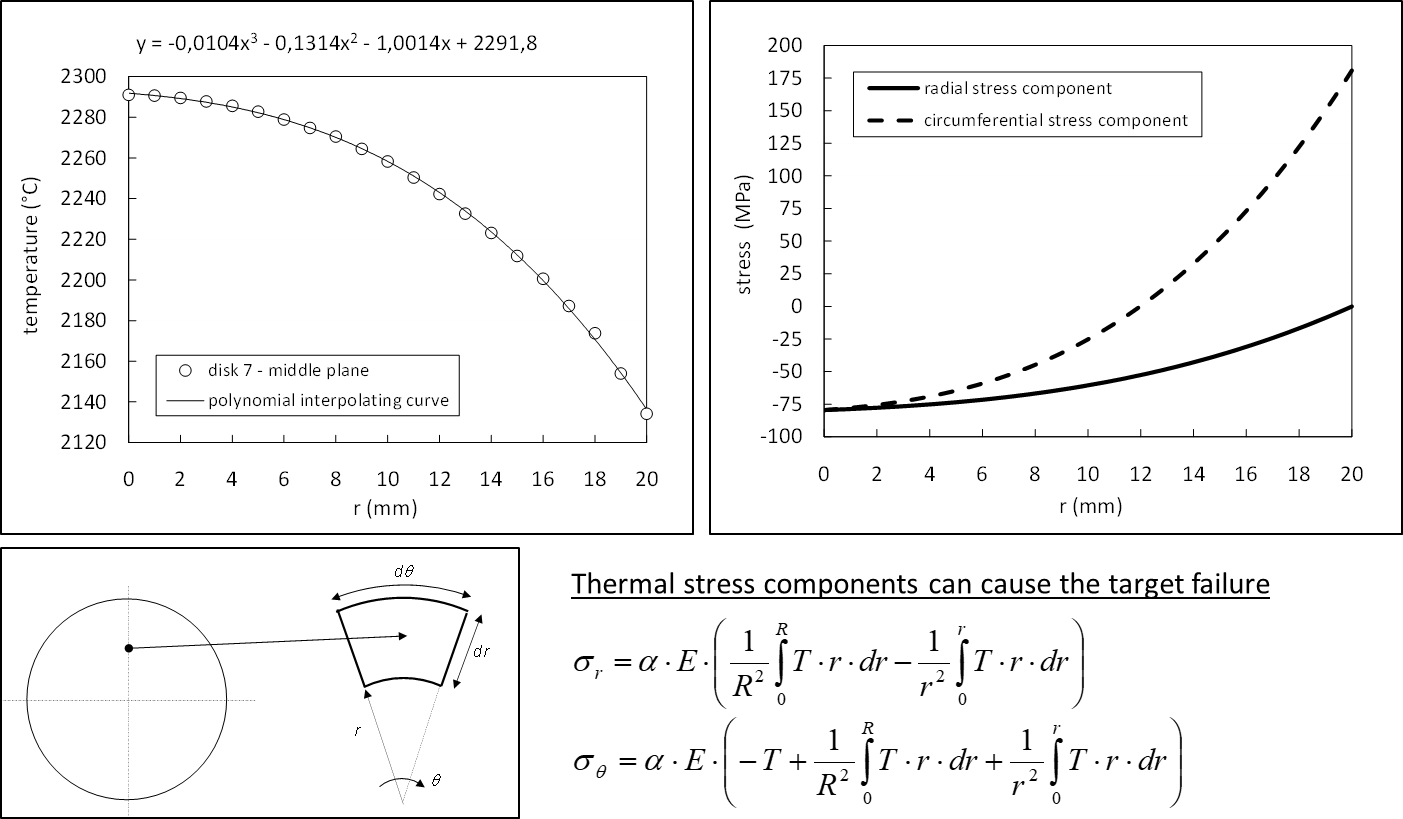 y = -0,0104x³ - 0,1314x² - 1,0014x + 2291,8
2300
2280
2260
2240
2220
2200
2180
2160
2140
2120
temperature (°C)
disk 7 - middle plane
polynomial interpolating curve
0 2 4 6 8 10 12 14 16 18 20
r (mm)
200
175
150
125
100
75
50
25
0
-25
-50
-75
-100
stress (MPa)
radial stress component
circumferential stress component
0 2 4 6 8 10 12 14 16 18 20
r (mm)
dθ
dr
r
θ
Thermal stress components can cause the target failure
σ_r = α · E · ( 1/R² ∫₀ᴿ T · r · dr − 1/r² ∫₀ʳ T · r · dr )
σ_θ = α · E · ( − T + 1/R² ∫₀ᴿ T · r · dr + 1/r² ∫₀ʳ T · r · dr )